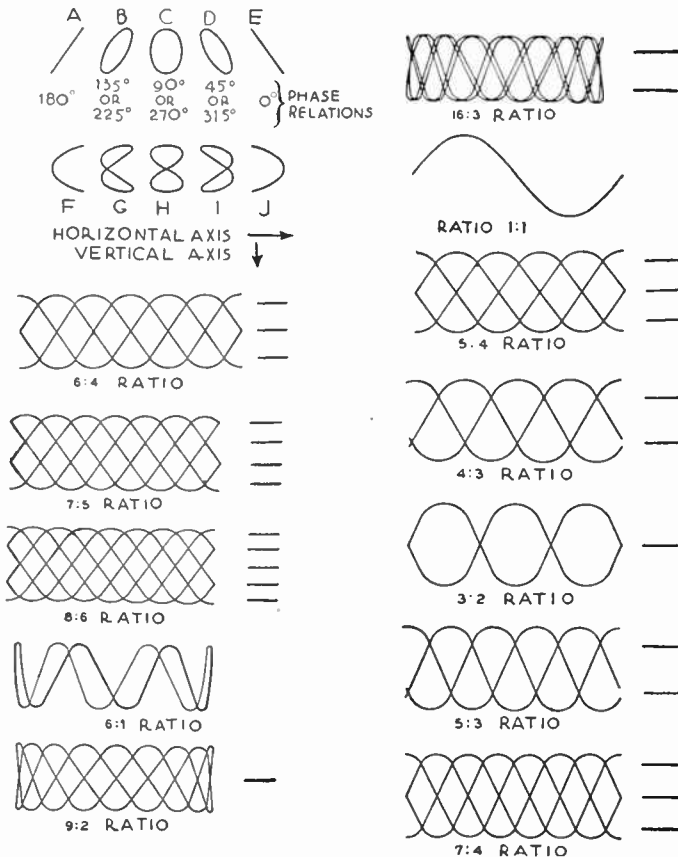 A B C D E
180° 135° OR 225° 90° OR 270° 45° OR 315° 0° } PHASE RELATIONS
F G H I J
HORIZONTAL AXIS
VERTICAL AXIS
6:4 RATIO
7:5 RATIO
8:6 RATIO
6:1 RATIO
9:2 RATIO
16:3 RATIO
RATIO 1:1
5:4 RATIO
4:3 RATIO
3:2 RATIO
5:3 RATIO
7:4 RATIO